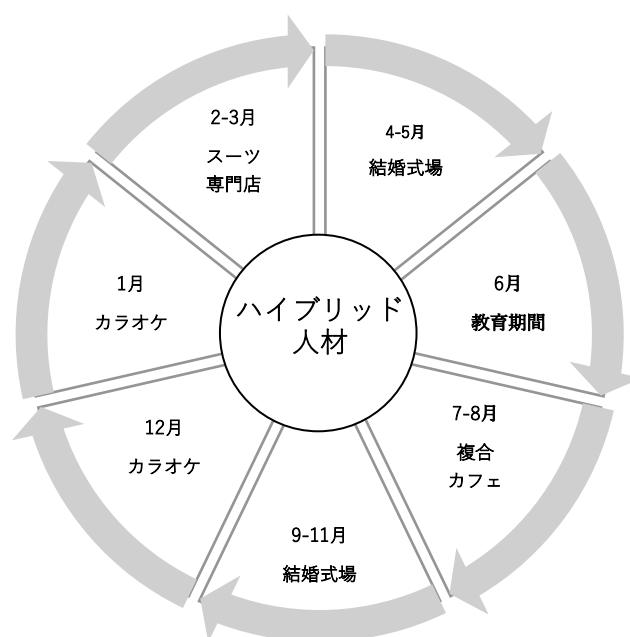 ハイブリッド
人材
4-5月
結婚式場
6月
教育期間
7-8月
複合
カフェ
9-11月
結婚式場
12月
カラオケ
1月
カラオケ
2-3月
スーツ
専門店